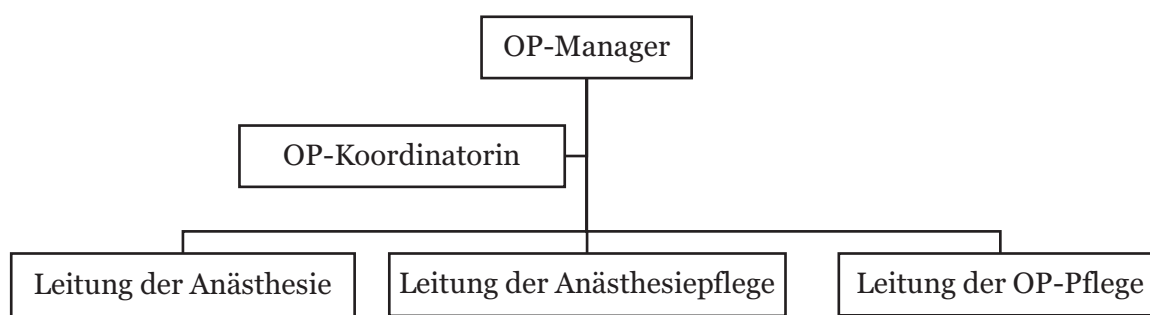 OP-Manager
OP-Koordinatorin
Leitung der Anästhesie
Leitung der Anästhesiepflege
Leitung der OP-Pflege